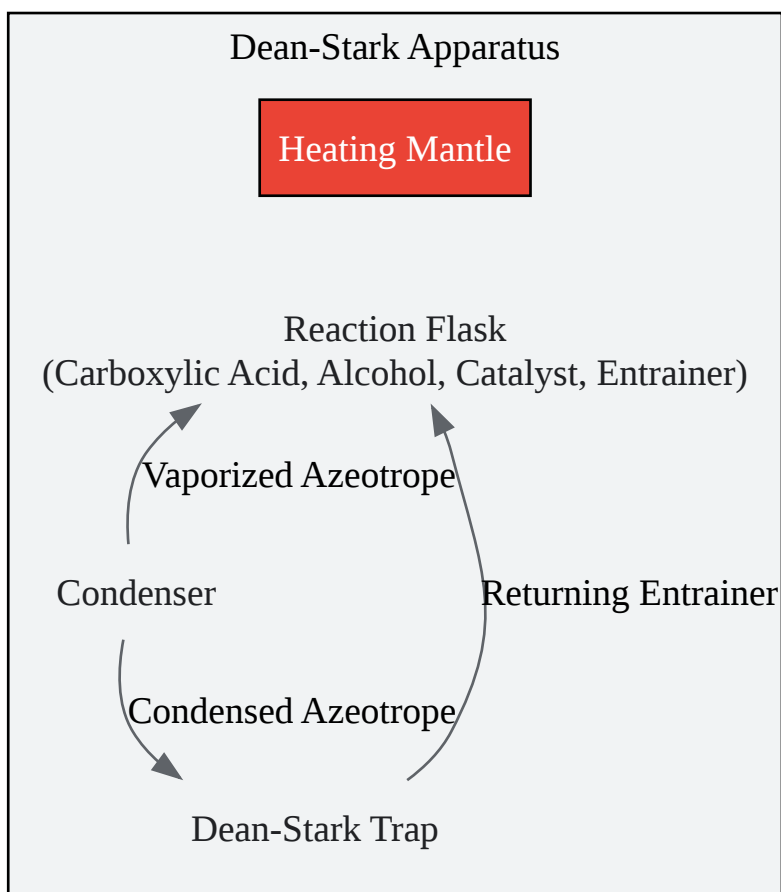 Dean-Stark Apparatus
Heating Mantle
Reaction Flask
(Carboxylic Acid, Alcohol, Catalyst, Entrainer)
Vaporized Azeotrope
Condenser
Returning Entrainer
Condensed Azeotrope
Dean-Stark Trap